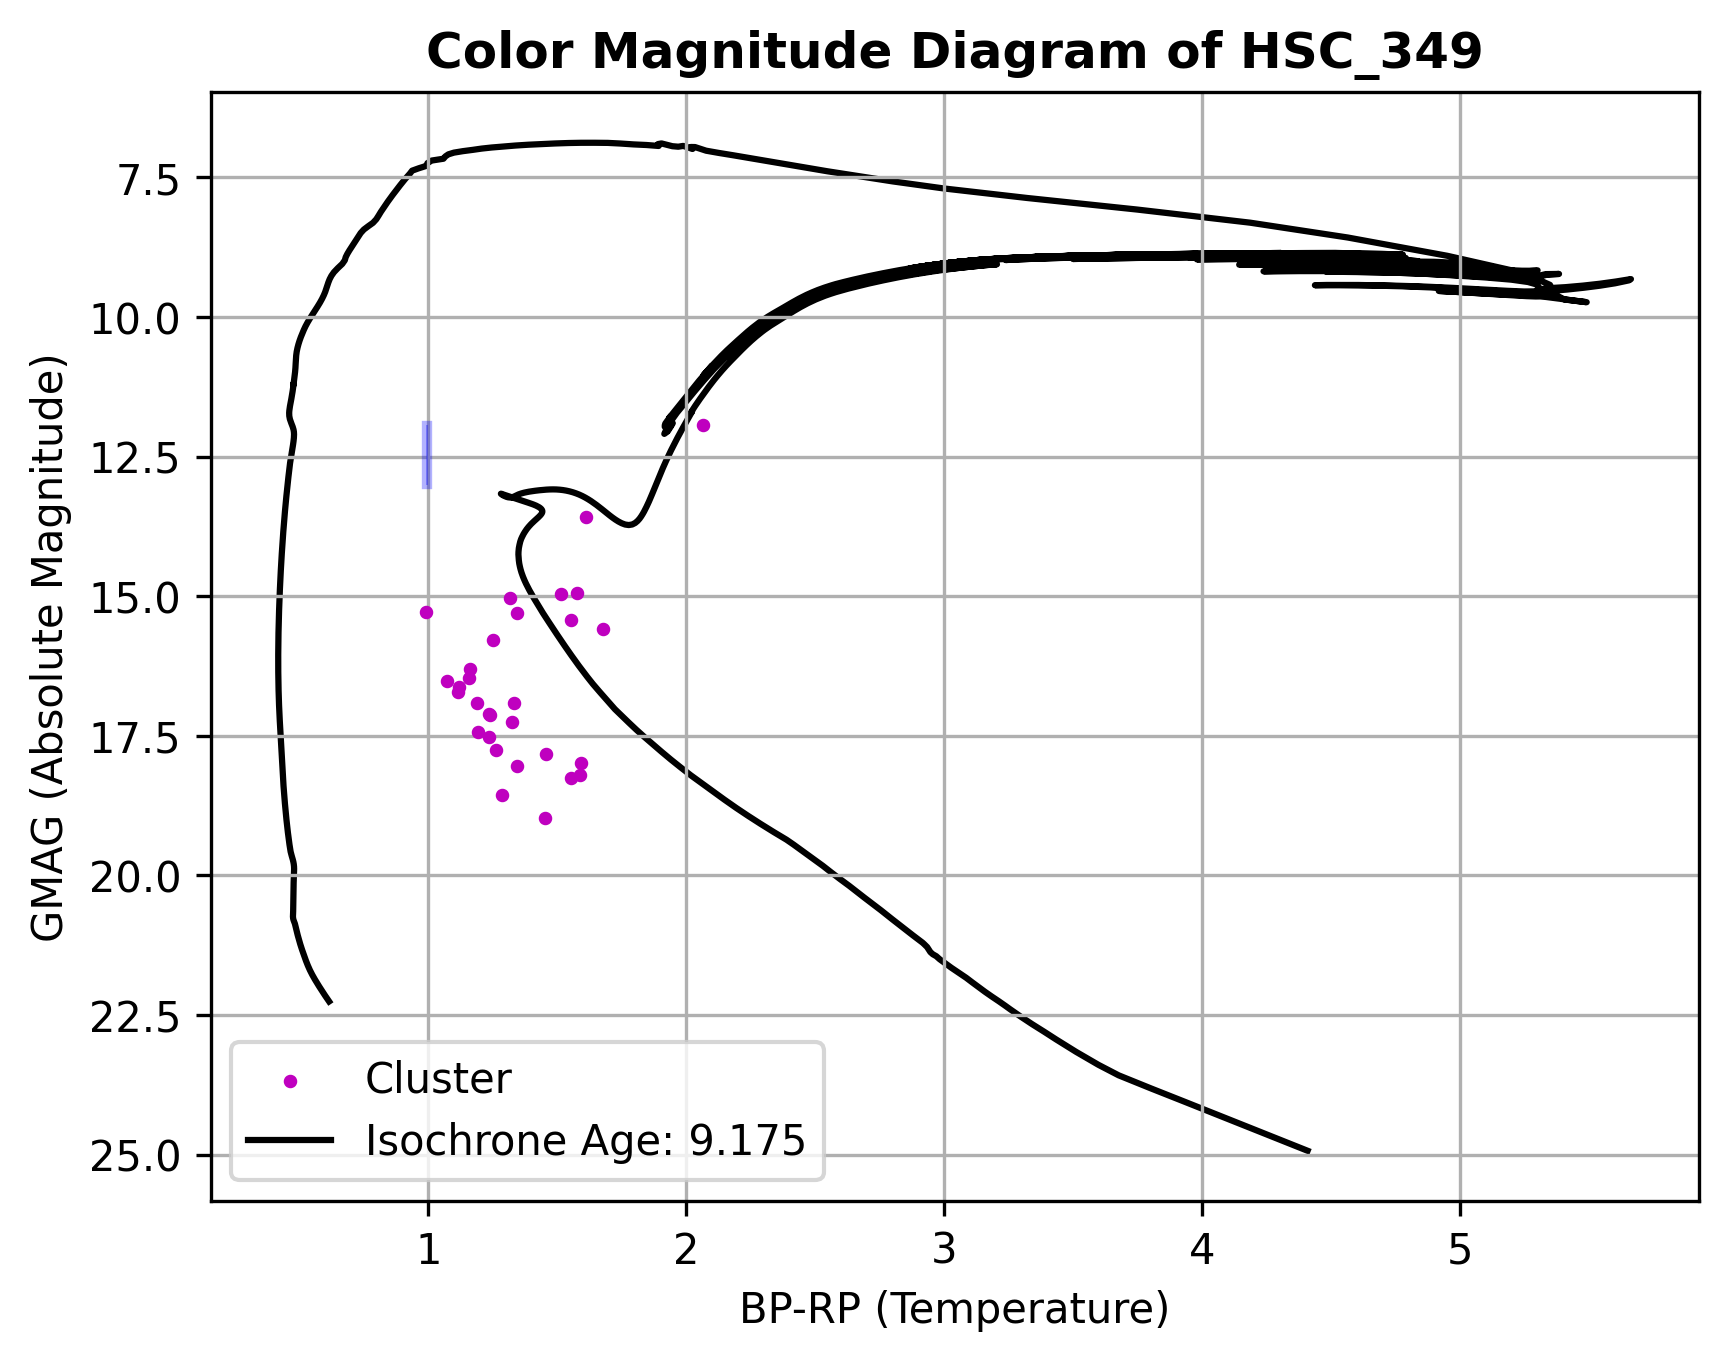 Color Magnitude Diagram of HSC_349
GMAG (Absolute Magnitude)
7.5
10.0
12.5
15.0
17.5
20.0
22.5
25.0
Cluster
Isochrone Age: 9.175
1 2 3 4 5
BP-RP (Temperature)